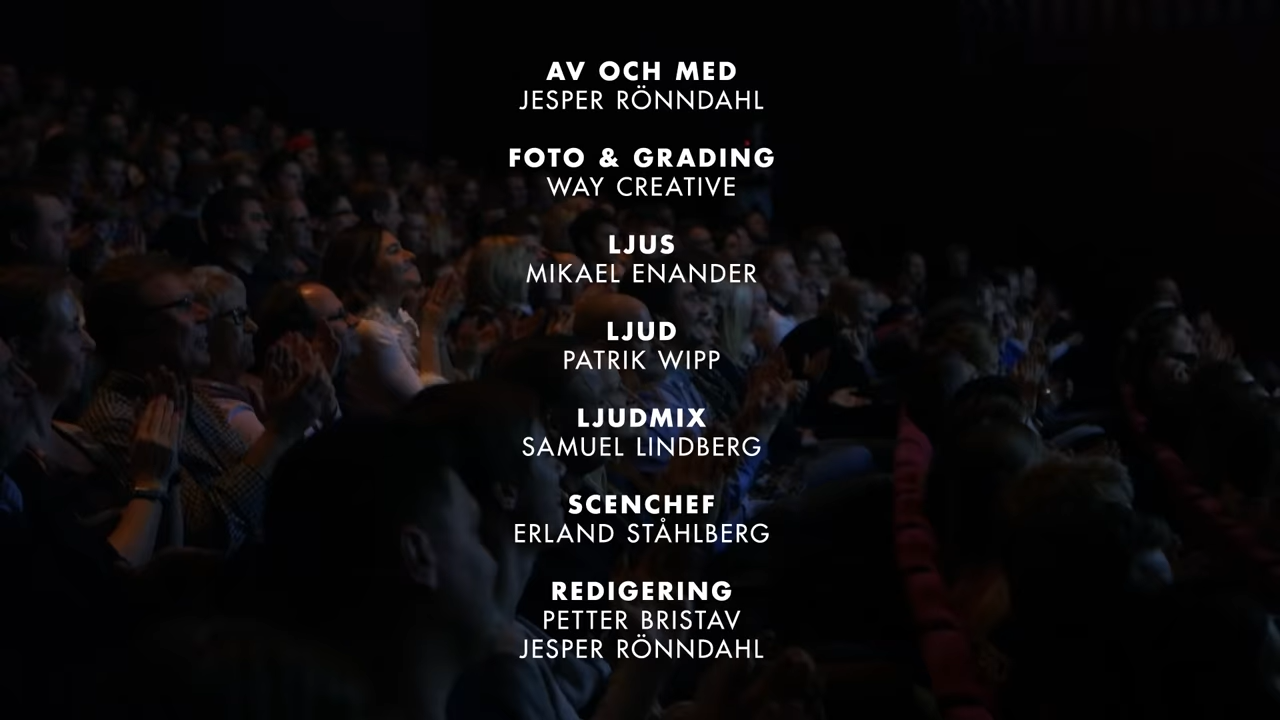 AV OCH MED
JESPER RÖNNDAHL
FOTO & GRADING
WAY CREATIVE
LJUS
MIKAEL ENANDER
LJUD
PATRIK WIPP
LJUDMIX
SAMUEL LINDBERG
SCENCHEF
ERLAND STÅHLBERG
REDIGERING
PETTER BRISTAV
JESPER RÖNNDAHL